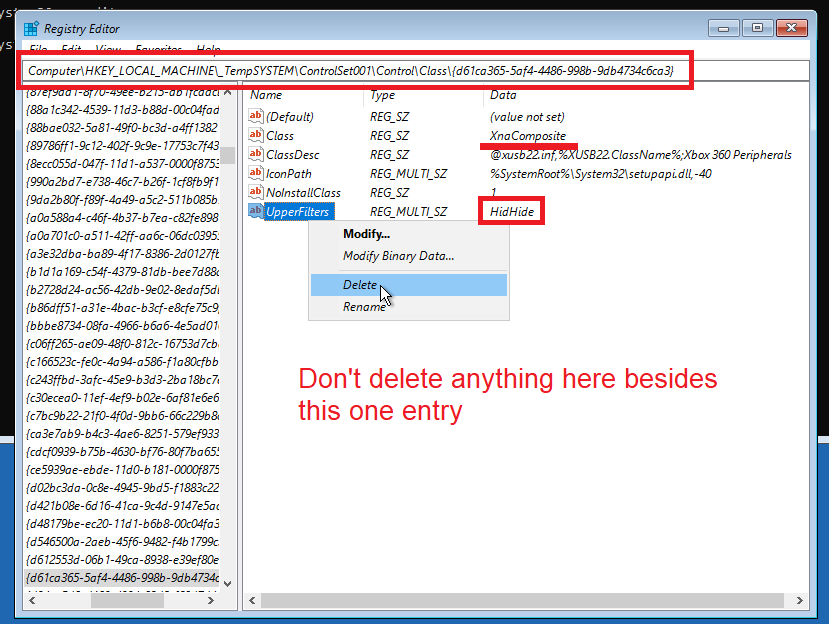 Registry Editor
File Edit View Favorites Help
Computer\HKEY_LOCAL_MACHINE\_TempSYSTEM\ControlSet001\Control\Class\{d61ca365-5af4-4486-998b-9db4734c6ca3}
Name Type Data
(Default) REG_SZ (value not set)
Class REG_SZ XnaComposite
ClassDesc REG_SZ @xusb22.inf,%XUSB22.ClassName%;Xbox 360 Peripherals
IconPath REG_MULTI_SZ %SystemRoot%\System32\setupapi.dll,-40
NoInstallClass REG_SZ 1
UpperFilters REG_MULTI_SZ HidHide
Modify...
Modify Binary Data...
Delete
Rename
Don't delete anything here besides
this one entry
{88a1c342-4539-11d3-b88d-00c04fad
{88bae032-5a81-49f0-bc3d-a4ff1382
{89786ff1-9c12-402f-9c9e-17753c7f43
{8ecc055d-047f-11d1-a537-0000f8753
{990a2bd7-e738-46c7-b26f-1cf8fb9f1
{9da2b80f-f89f-4a49-a5c2-511b085b
{a0a588a4-c46f-4b37-b7ea-c82fe898
{a0a701c0-a511-42ff-aa6c-06dc0395
{a3e32dba-ba89-4f17-8386-2d0127fb
{b1d1a169-c54f-4379-81db-bee7d88a
{b2728d24-ac56-42db-9e02-8edaf5d
{b86dff51-a31e-4bac-b3cf-e8cfe75c9
{bbbe8734-08fa-4966-b6a6-4e5ad01
{c06ff265-ae09-48f0-812c-16753d7cb
{c166523c-fe0c-4a94-a586-f1a80cfbb
{c243ffbd-3afc-45e9-b3d3-2ba18bc7
{c30ecea0-11ef-4ef9-b02e-6af81e6e6
{c7bc9b22-21f0-4f0d-9bb6-66c229b8
{ca3e7ab9-b4c3-4ae6-8251-579ef933
{cdcf0939-b75b-4630-bf76-80f7ba655
{ce5939ae-ebde-11d0-b181-0000f875
{d02bc3da-0c8e-4945-9bd5-f1883c22
{d421b08e-6d16-41ca-9c4d-9147e5a
{d48179be-ec20-11d1-b6b8-00c04fa3
{d546500a-2aeb-45f6-9482-f4b1799c
{d612553d-06b1-49ca-8938-e39ef80e
{d61ca365-5af4-4486-998b-9db4734c